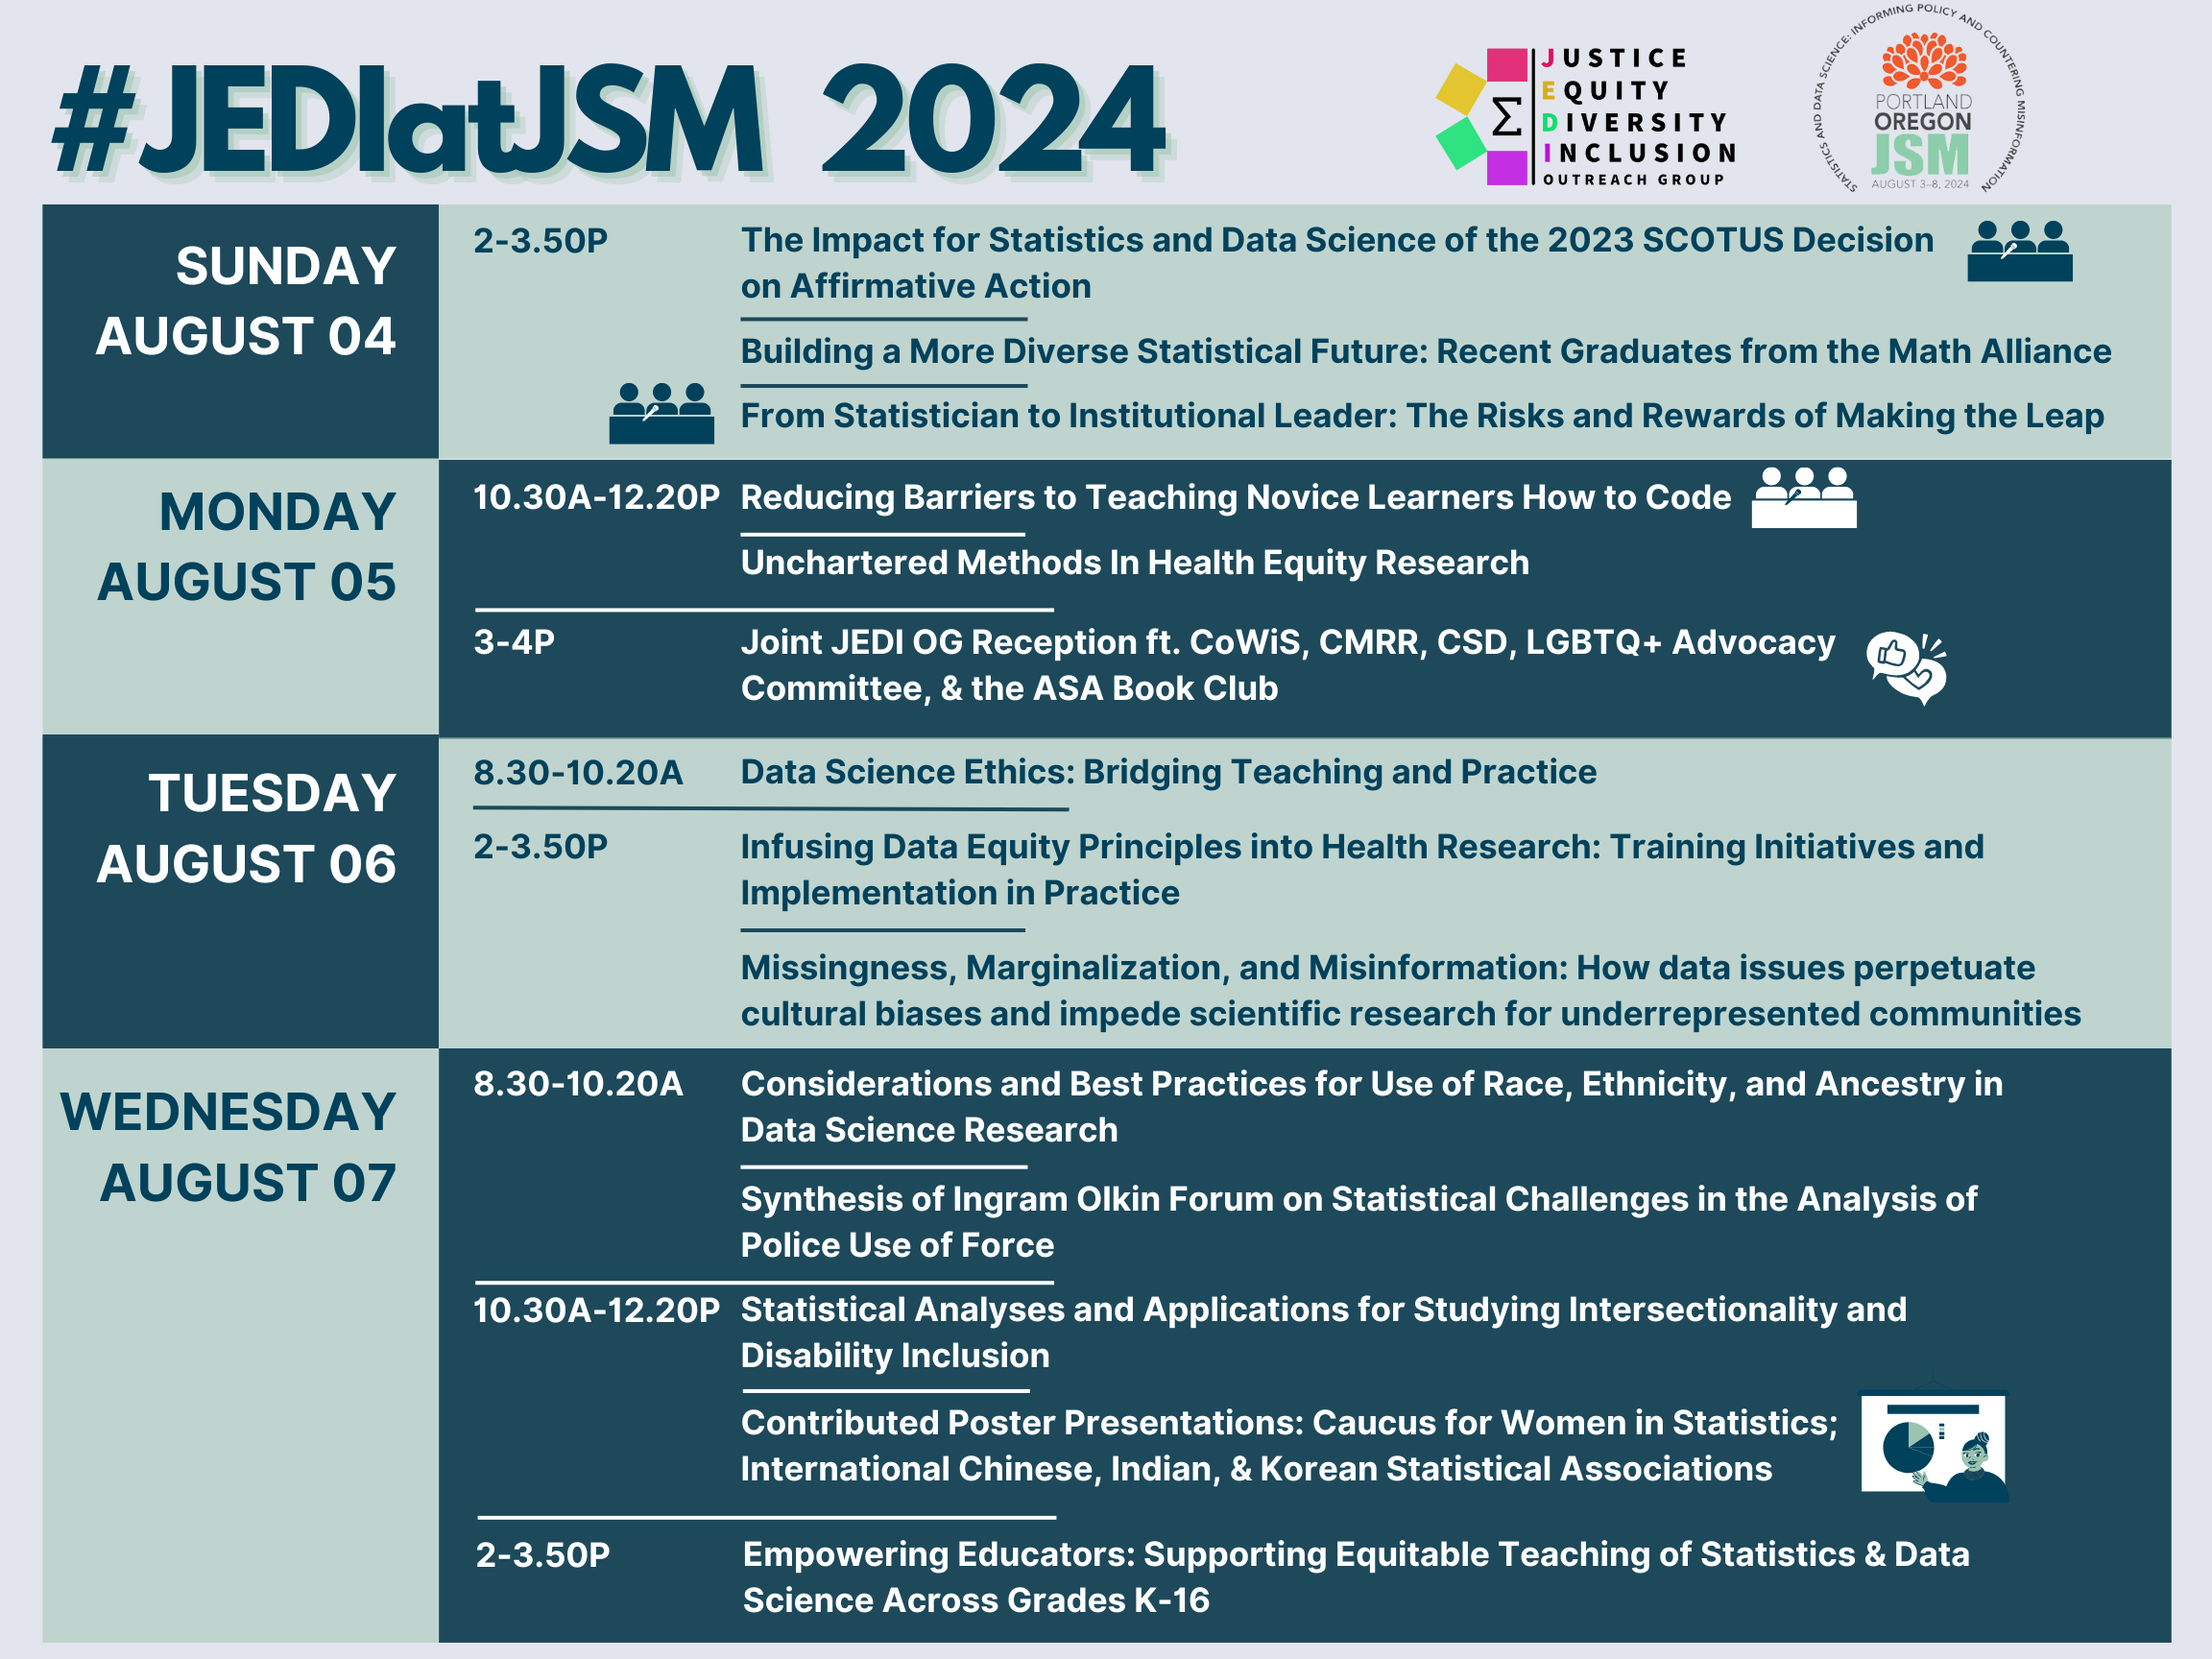 #JEDIatJSM 2024
JUSTICE
EQUITY
DIVERSITY
INCLUSION
OUTREACH GROUP
Σ
STATISTICS AND DATA SCIENCE: INFORMING POLICY AND COUNTERING MISINFORMATION
PORTLAND
OREGON
JSM
AUGUST 3–8, 2024
SUNDAY
AUGUST 04
2-3.50P
The Impact for Statistics and Data Science of the 2023 SCOTUS Decision
on Affirmative Action
Building a More Diverse Statistical Future: Recent Graduates from the Math Alliance
From Statistician to Institutional Leader: The Risks and Rewards of Making the Leap
MONDAY
AUGUST 05
10.30A-12.20P
Reducing Barriers to Teaching Novice Learners How to Code
Unchartered Methods In Health Equity Research
3-4P
Joint JEDI OG Reception ft. CoWiS, CMRR, CSD, LGBTQ+ Advocacy
Committee, & the ASA Book Club
TUESDAY
AUGUST 06
8.30-10.20A
Data Science Ethics: Bridging Teaching and Practice
2-3.50P
Infusing Data Equity Principles into Health Research: Training Initiatives and
Implementation in Practice
Missingness, Marginalization, and Misinformation: How data issues perpetuate
cultural biases and impede scientific research for underrepresented communities
WEDNESDAY
AUGUST 07
8.30-10.20A
Considerations and Best Practices for Use of Race, Ethnicity, and Ancestry in
Data Science Research
Synthesis of Ingram Olkin Forum on Statistical Challenges in the Analysis of
Police Use of Force
10.30A-12.20P
Statistical Analyses and Applications for Studying Intersectionality and
Disability Inclusion
Contributed Poster Presentations: Caucus for Women in Statistics;
International Chinese, Indian, & Korean Statistical Associations
2-3.50P
Empowering Educators: Supporting Equitable Teaching of Statistics & Data
Science Across Grades K-16